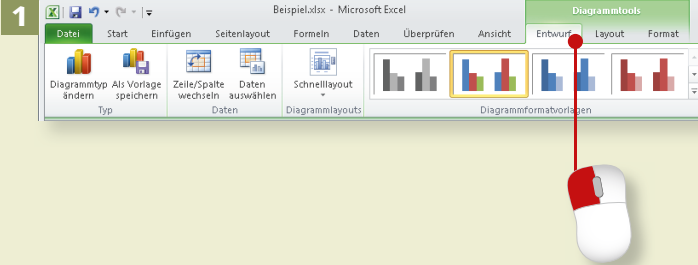 1
Beispiel.xlsx - Microsoft Excel
Diagrammtools
Datei Start Einfügen Seitenlayout Formeln Daten Überprüfen Ansicht Entwurf Layout Format
Diagrammtyp Als Vorlage Zeile/Spalte Daten Schnelllayout
ändern speichern wechseln auswählen
Typ Daten Diagrammlayouts Diagrammformatvorlagen